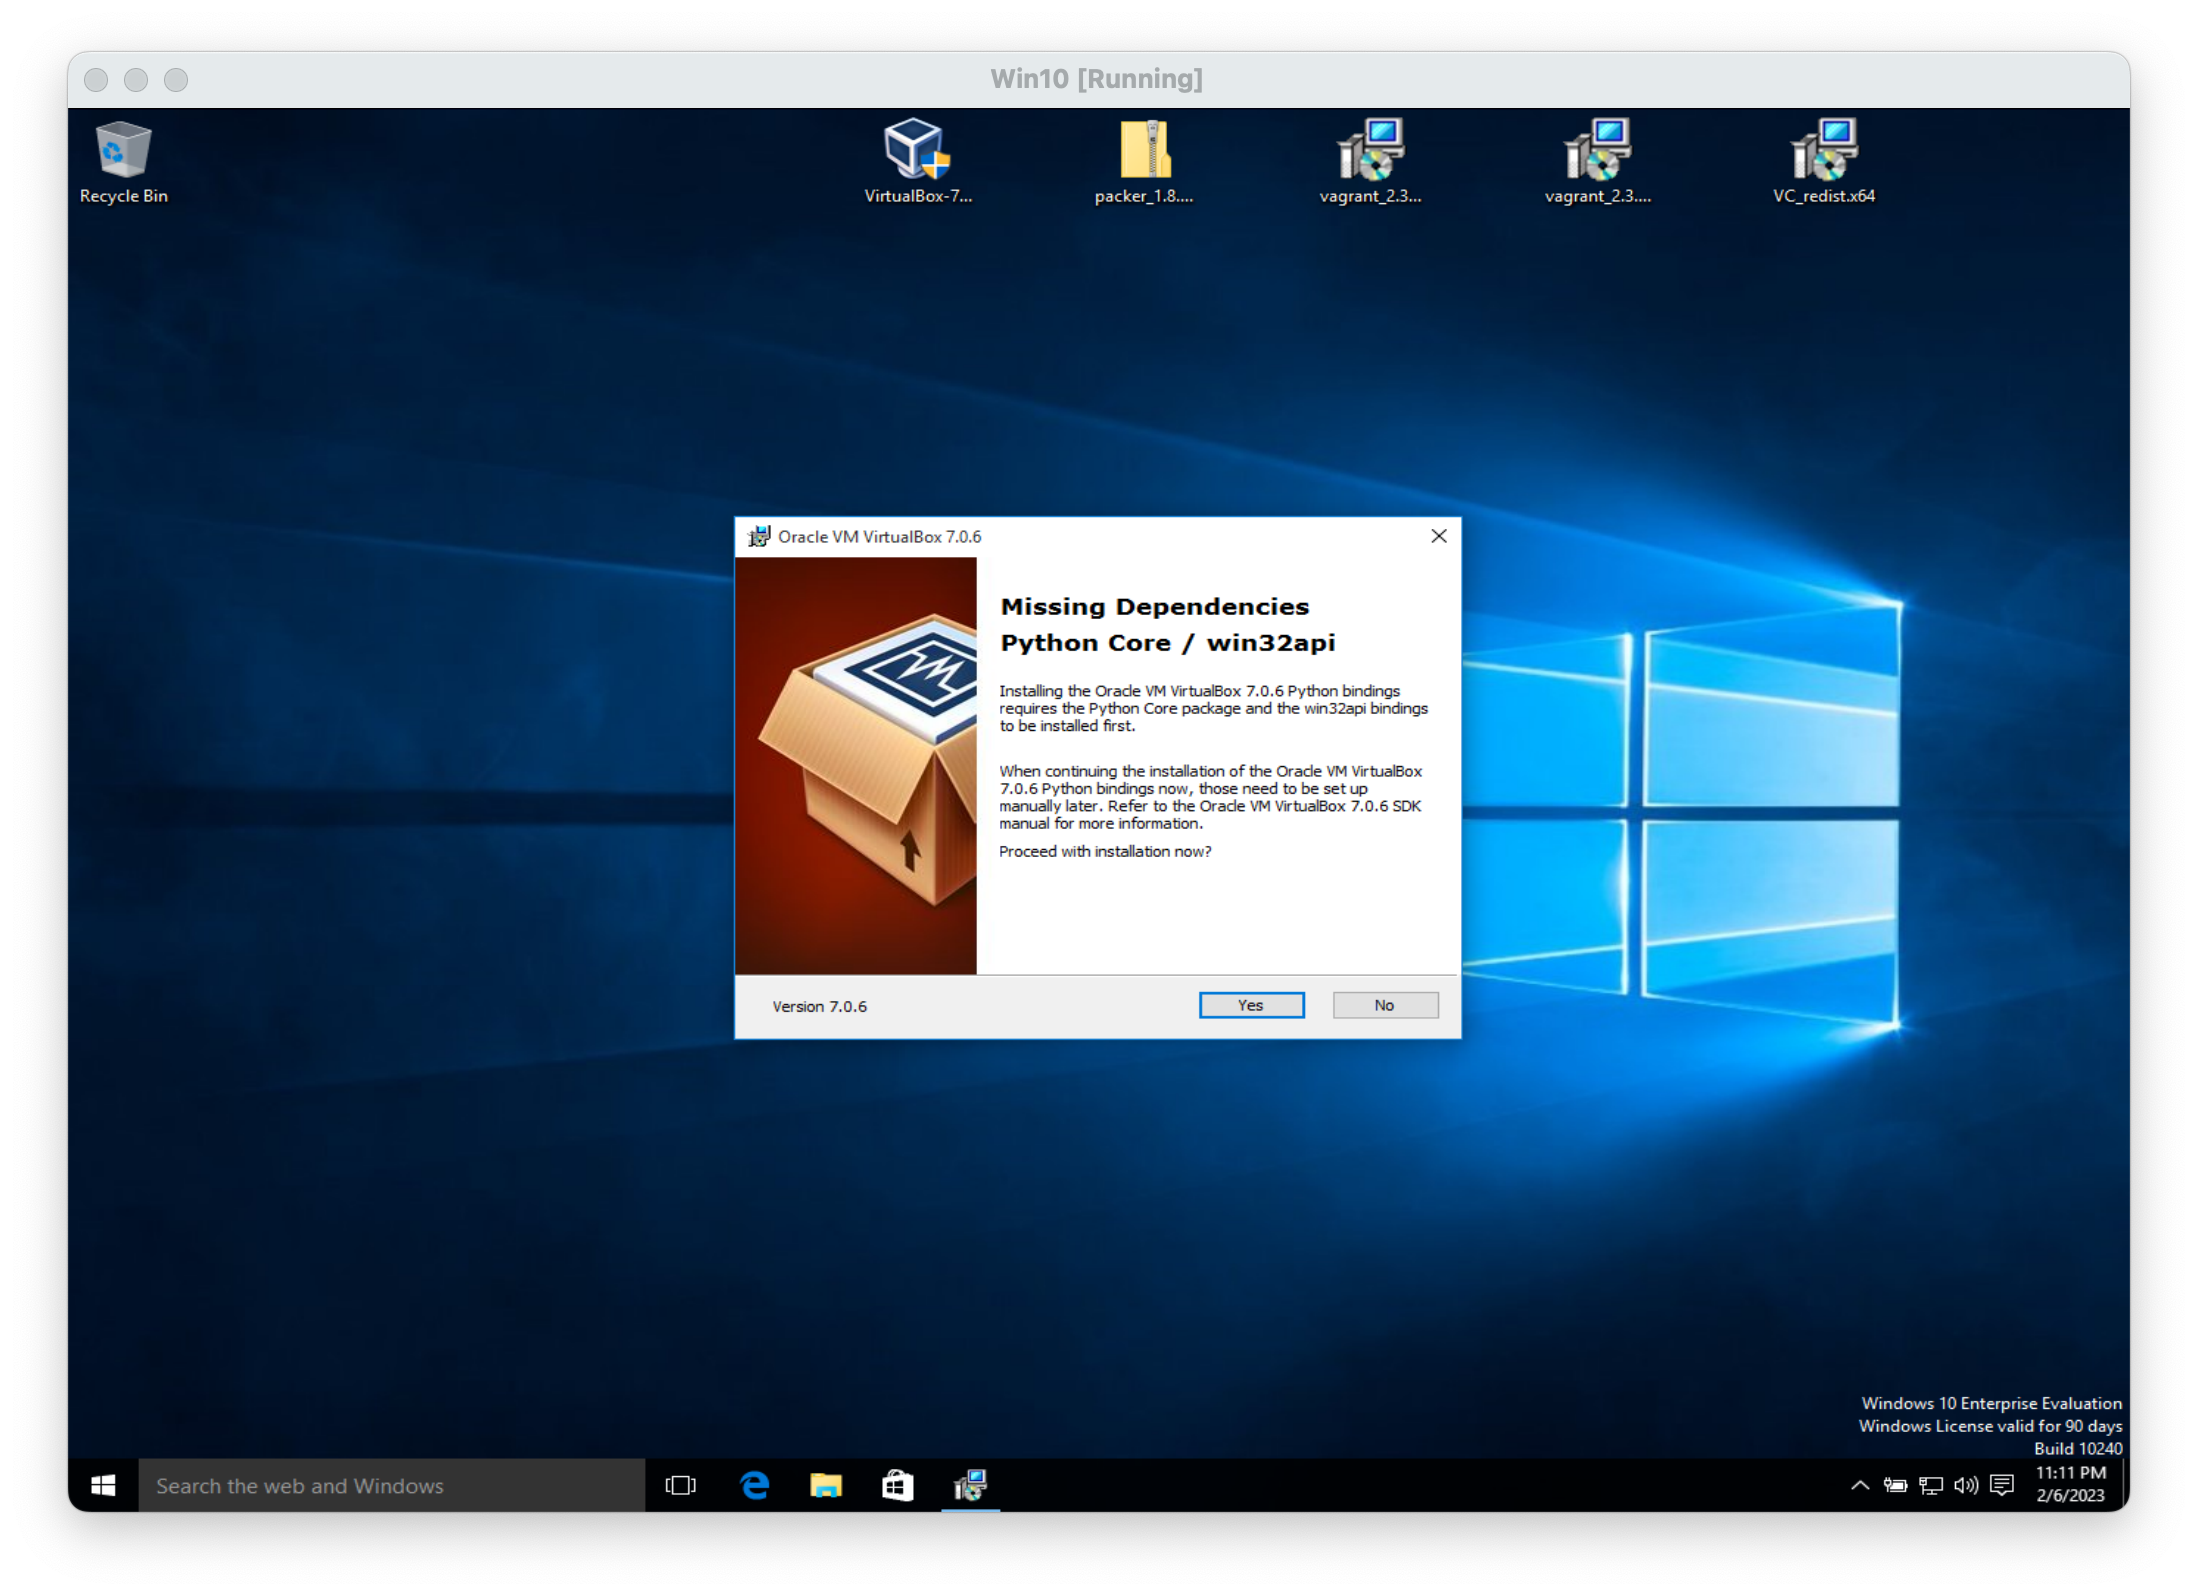 Win10 [Running]
Recycle Bin
VirtualBox-7...
packer_1.8....
vagrant_2.3...
vagrant_2.3....
VC_redist.x64
Oracle VM VirtualBox 7.0.6
Missing Dependencies
Python Core / win32api
Installing the Oracle VM VirtualBox 7.0.6 Python bindings
requires the Python Core package and the win32api bindings
to be installed first.
When continuing the installation of the Oracle VM VirtualBox
7.0.6 Python bindings now, those need to be set up
manually later. Refer to the Oracle VM VirtualBox 7.0.6 SDK
manual for more information.
Proceed with installation now?
Version 7.0.6
Yes
No
Windows 10 Enterprise Evaluation
Windows License valid for 90 days
Build 10240
Search the web and Windows
11:11 PM
2/6/2023